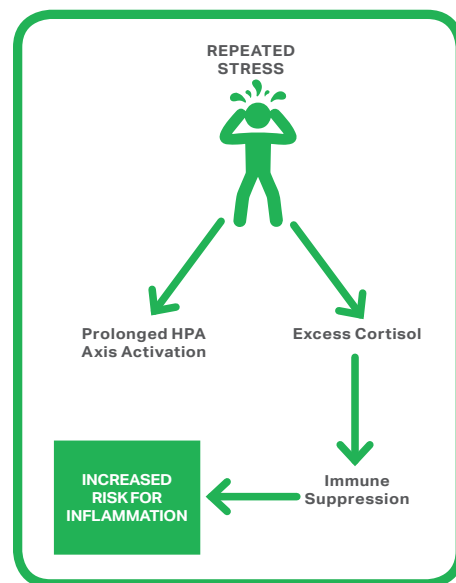 REPEATED
STRESS
Prolonged HPA
Axis Activation
Excess Cortisol
Immune
Suppression
INCREASED
RISK FOR
INFLAMMATION